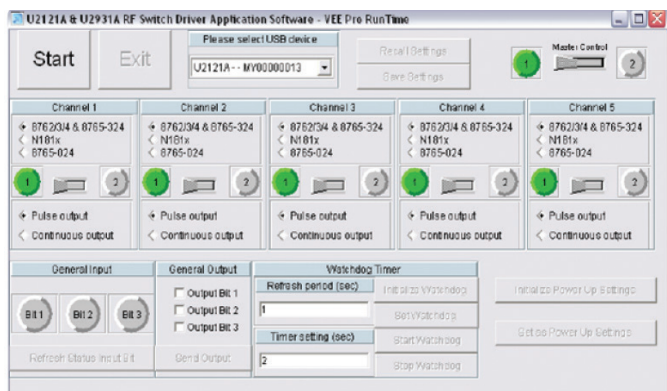 U2121A & U2931A RF Switch Driver Application Software - VEE Pro RunTime
Start
Exit
Please select USB device
U2121A-- MY00000013
Recall Settings
Save Settings
Master Control
1
2
Channel 1
Channel 2
Channel 3
Channel 4
Channel 5
8762/3/4 & 8765-324
8762/3/4 & 8765-324
8762/3/4 & 8765-324
8762/3/4 & 8765-324
8762/3/4 & 8765-324
N181x
N181x
N181x
N181x
N181x
8765-024
8765-024
8765-024
8765-024
8765-024
1
2
1
2
1
2
1
2
1
2
Pulse output
Pulse output
Pulse output
Pulse output
Pulse output
Continuous output
Continuous output
Continuous output
Continuous output
Continuous output
General Input
General Output
Watchdog Timer
Bit 1
Bit 2
Bit 3
Output Bit 1
Output Bit 2
Output Bit 3
Refresh period (sec)
1
Timer setting (sec)
2
Initialize Watchdog
Set Watchdog
Start Watchdog
Stop Watchdog
Initialize Power Up Settings
Set as Power Up Settings
Refresh Status Input Bit
Send Output